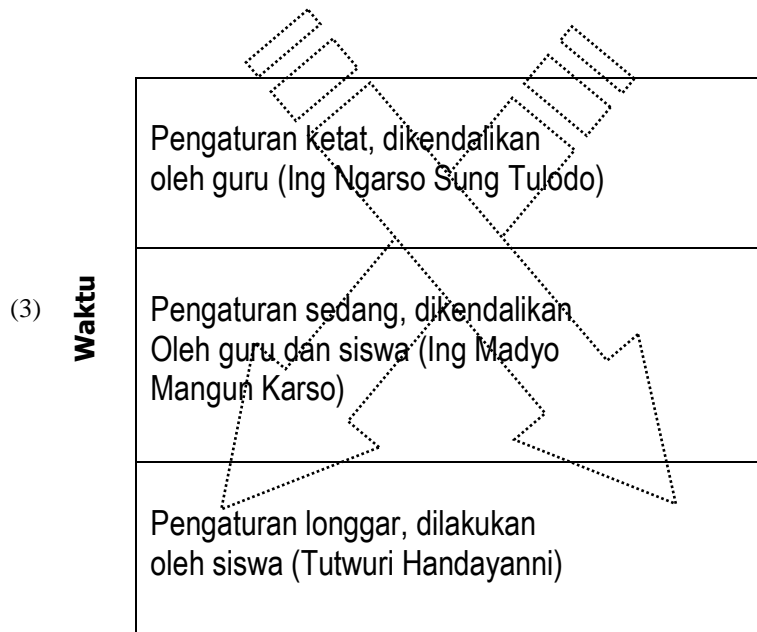 Pengaturan ketat, dikendalikan
oleh guru (Ing Ngarso Sung Tulodo)
(3)
Waktu
Pengaturan sedang, dikendalikan
Oleh guru dan siswa (Ing Madyo
Mangun Karso)
Pengaturan longgar, dilakukan
oleh siswa (Tutwuri Handayanni)